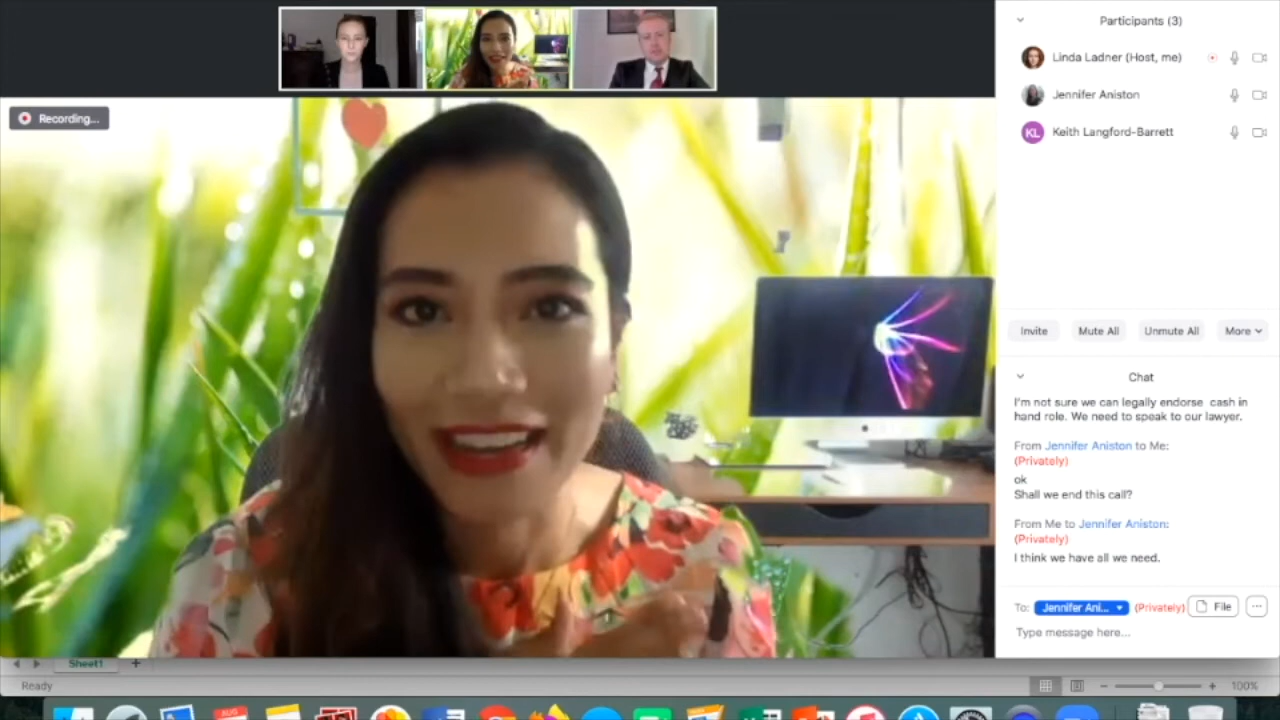 Recording...
Participants (3)
Linda Ladner (Host, me)
Jennifer Aniston
KL
Keith Langford-Barrett
Invite
Mute All
Unmute All
More
Chat
I'm not sure we can legally endorse cash in
hand role. We need to speak to our lawyer.
From Jennifer Aniston to Me:
(Privately)
ok
Shall we end this call?
From Me to Jennifer Aniston:
(Privately)
I think we have all we need.
To: Jennifer Ani... (Privately)
File
Type message here...
Sheet1
Ready
100%
AUG